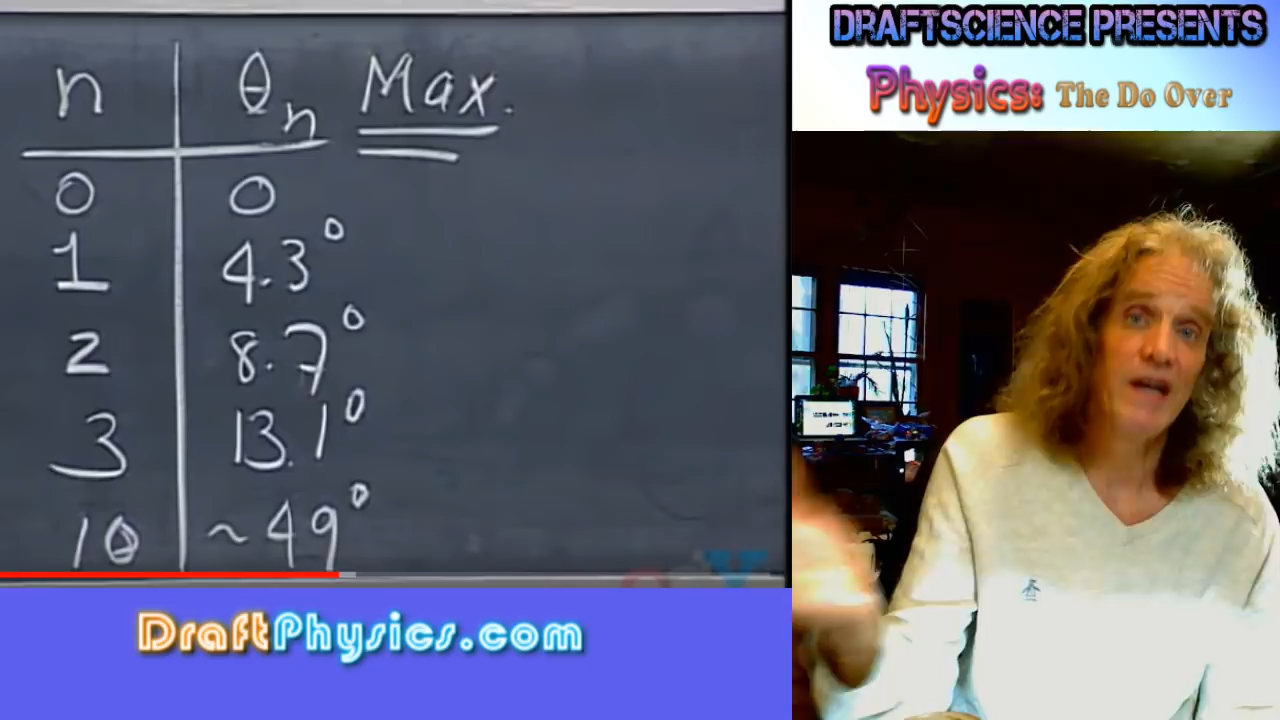 n θn Max.
0 0
1 4.3°
2 8.7°
3 13.1°
10 ~49°
DraftPhysics.com
DRAFTSCIENCE PRESENTS
Physics: The Do Over